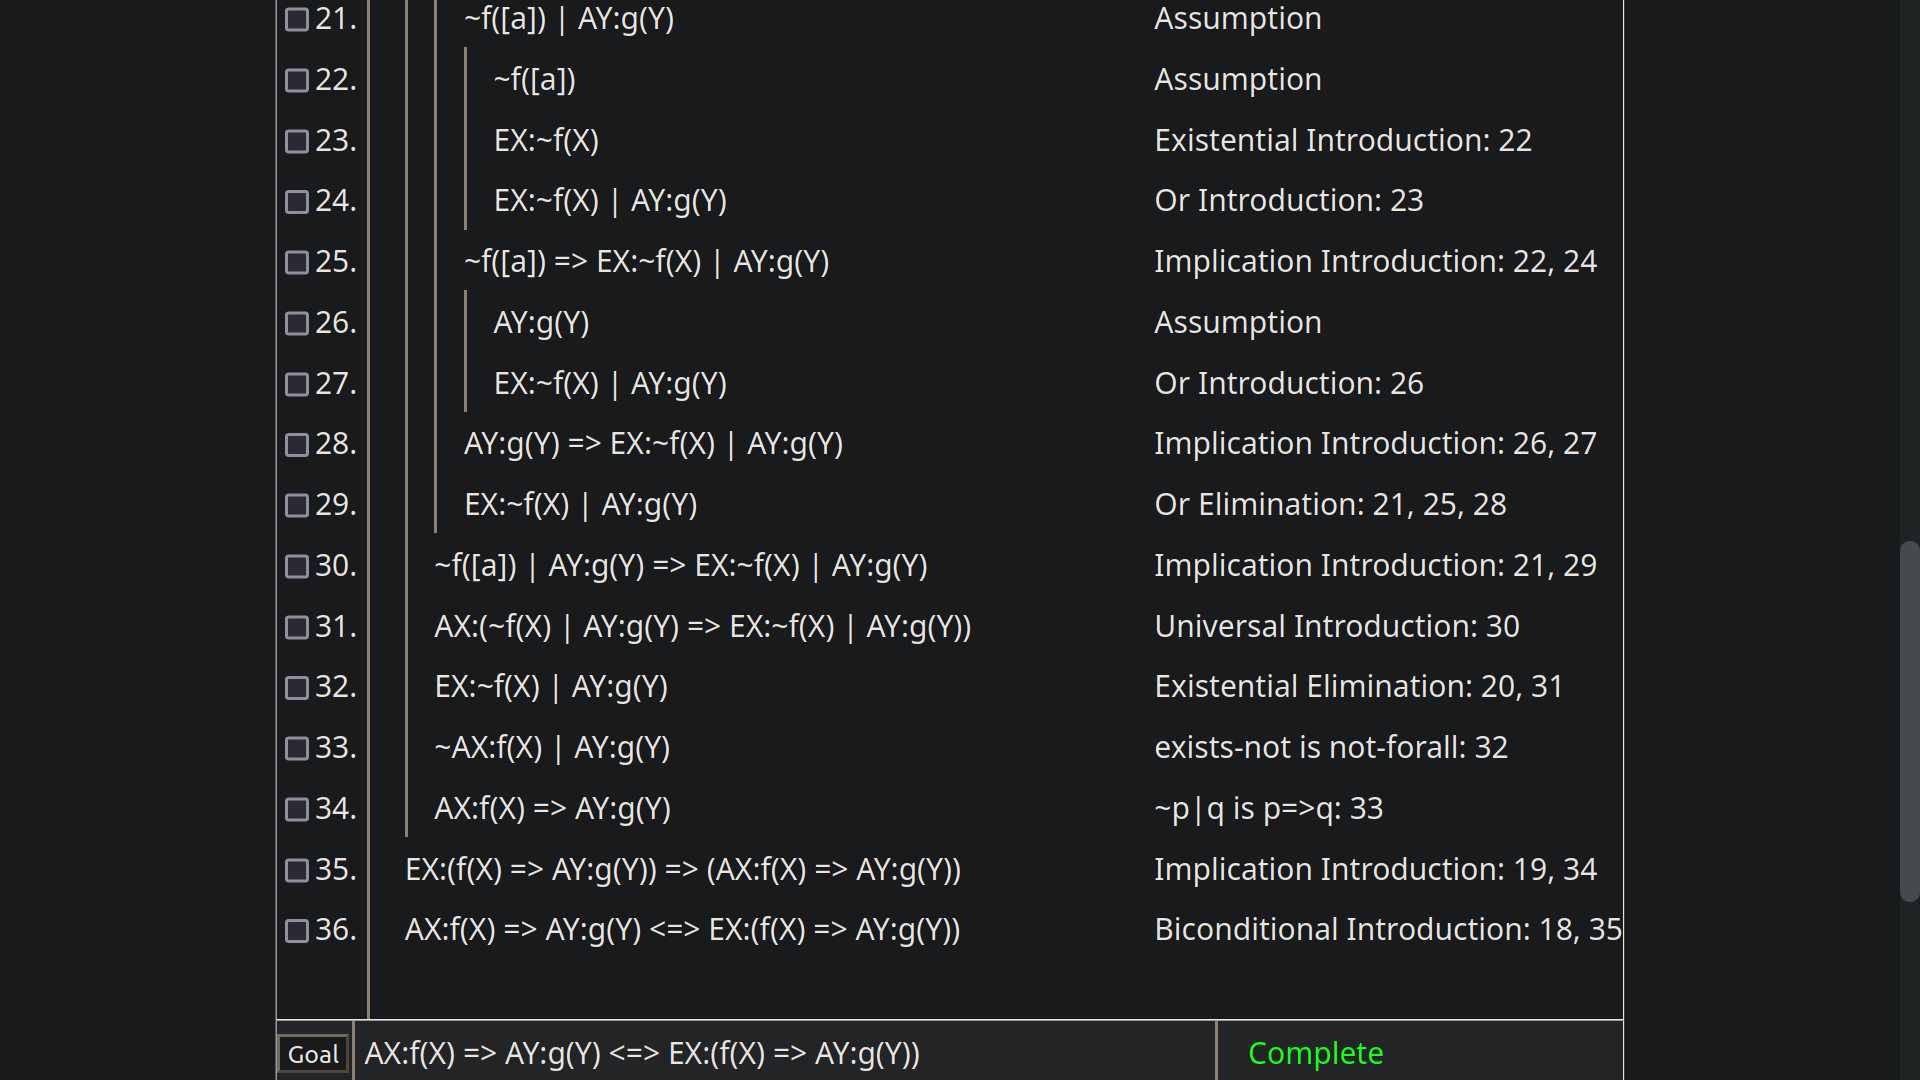 21. ~f([a]) | AY:g(Y) Assumption
22. ~f([a]) Assumption
23. EX:~f(X) Existential Introduction: 22
24. EX:~f(X) | AY:g(Y) Or Introduction: 23
25. ~f([a]) => EX:~f(X) | AY:g(Y) Implication Introduction: 22, 24
26. AY:g(Y) Assumption
27. EX:~f(X) | AY:g(Y) Or Introduction: 26
28. AY:g(Y) => EX:~f(X) | AY:g(Y) Implication Introduction: 26, 27
29. EX:~f(X) | AY:g(Y) Or Elimination: 21, 25, 28
30. ~f([a]) | AY:g(Y) => EX:~f(X) | AY:g(Y) Implication Introduction: 21, 29
31. AX:(~f(X) | AY:g(Y) => EX:~f(X) | AY:g(Y)) Universal Introduction: 30
32. EX:~f(X) | AY:g(Y) Existential Elimination: 20, 31
33. ~AX:f(X) | AY:g(Y) exists-not is not-forall: 32
34. AX:f(X) => AY:g(Y) ~p|q is p=>q: 33
35. EX:(f(X) => AY:g(Y)) => (AX:f(X) => AY:g(Y)) Implication Introduction: 19, 34
36. AX:f(X) => AY:g(Y) <=> EX:(f(X) => AY:g(Y)) Biconditional Introduction: 18, 35
Goal AX:f(X) => AY:g(Y) <=> EX:(f(X) => AY:g(Y)) Complete